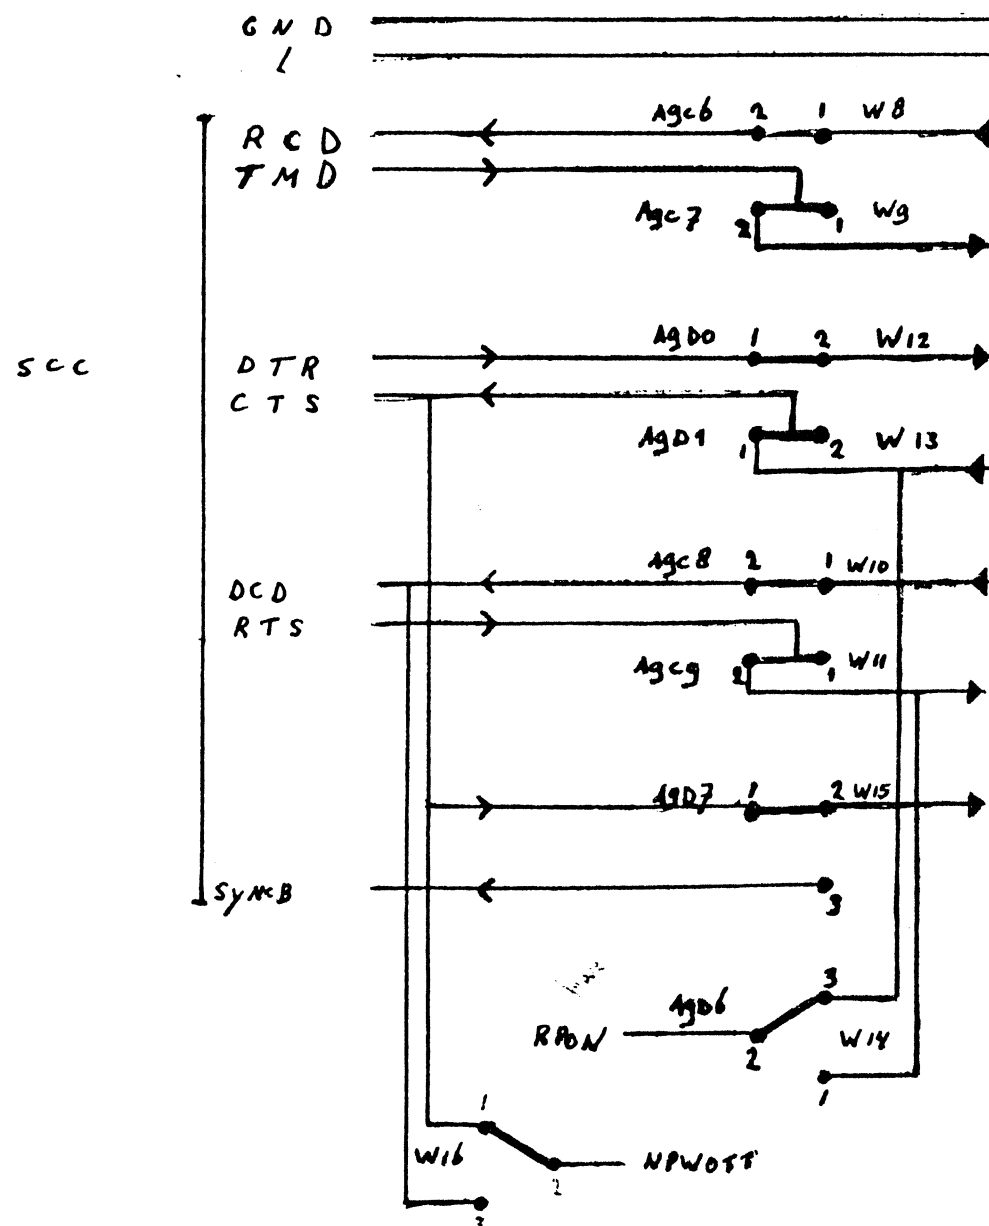 GND
L
Agc6 2 1 W8
RCD
TMD
Agc7 2 1 W9
AgD0 1 2 W12
SCC DTR
CTS
AgD1 1 2 W13
Agc8 2 1 W10
DCD
RTS
Agcg 2 1 W11
AgD7 1 2 W15
SYNCB
3
3
AgD6
RPON 2 W14
1
1
W16 NPWOFF
2
3